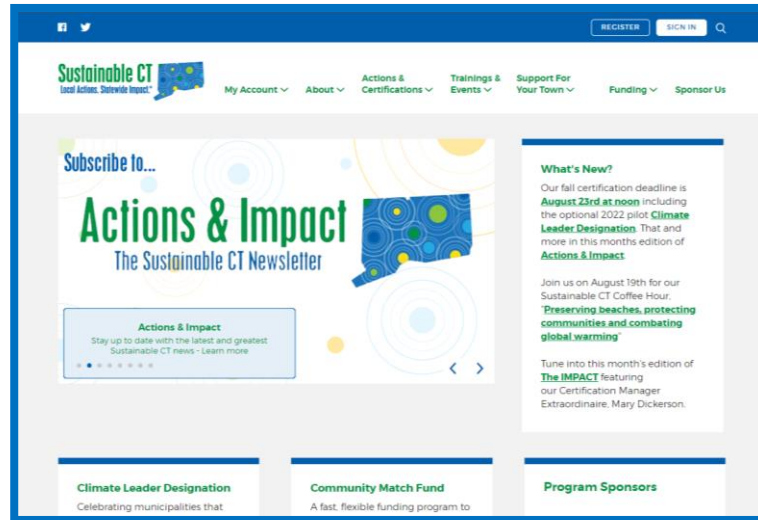 REGISTER
SIGN IN
Sustainable CT
Local Actions. Statewide Impact.®
My Account
About
Actions &
Certifications
Trainings &
Events
Support For
Your Town
Funding
Sponsor Us
Subscribe to...
Actions & Impact
The Sustainable CT Newsletter
Actions & Impact
Stay up to date with the latest and greatest
Sustainable CT news - Learn more
What's New?
Our fall certification deadline is
August 23rd at noon including
the optional 2022 pilot Climate
Leader Designation. That and
more in this months edition of
Actions & Impact.
Join us on August 19th for our
Sustainable CT Coffee Hour,
"Preserving beaches, protecting
communities and combating
global warming"
Tune into this month's edition of
The IMPACT featuring
our Certification Manager
Extraordinaire, Mary Dickerson.
Climate Leader Designation
Celebrating municipalities that
Community Match Fund
A fast, flexible funding program to
Program Sponsors